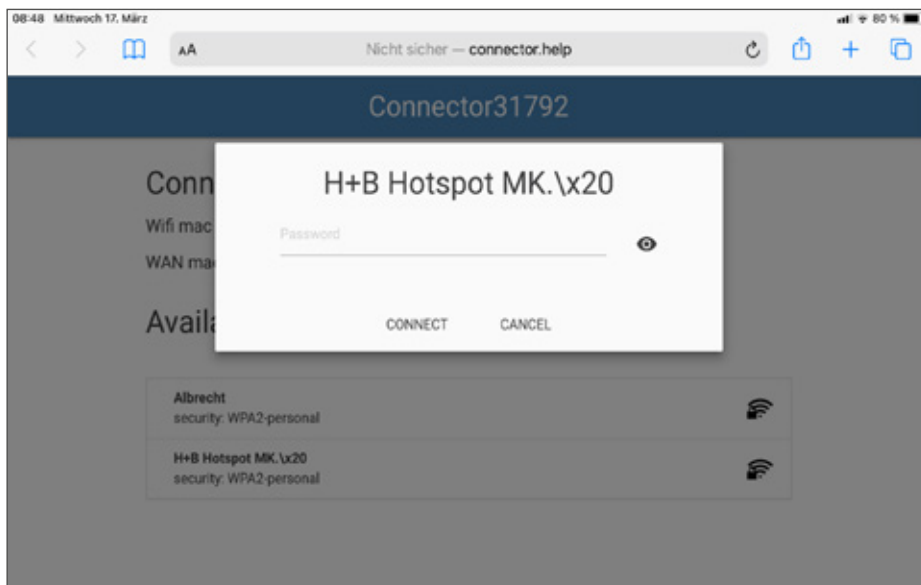 08:48 Mittwoch 17. März 80 %
AA Nicht sicher — connector.help
Connector31792
Conn
H+B Hotspot MK.\x20
Wifi mac
Password
WAN ma
Availa
CONNECT CANCEL
Albrecht
security: WPA2-personal
H+B Hotspot MK.\x20
security: WPA2-personal